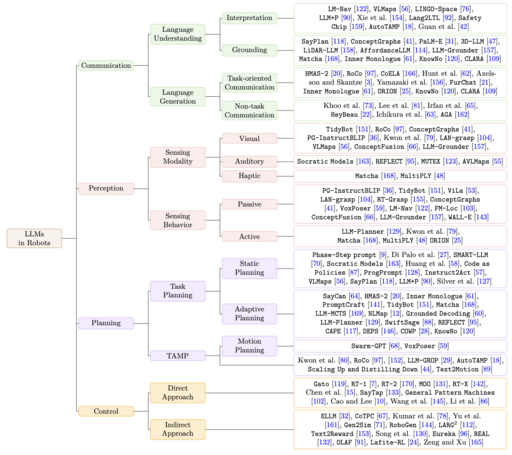 LLMs
in Robots
Communication
Language
Understanding
Interpretation
LM-Nav [122], VLMaps [56], LINGO-Space [76],
LLM+P [90], Xie et al. [154], Lang2LTL [92], Safety
Chip [159], AutoTAMP [18], Guan et al. [42]
Grounding
SayPlan [118], ConceptGraphs [41], PaLM-E [31], 3D-LLM [47],
LiDAR-LLM [158], AffordanceLLM [114], LLM-Grounder [157],
Matcha [168], Inner Monologue [61], KnowNo [120], CLARA [109]
Language
Generation
Task-oriented
Communication
HMAS-2 [20], RoCo [97], CoELA [166], Hunt et al. [62], Axels-
son and Skantze [3], Yamazaki et al. [156], FurChat [21],
Inner Monologue [61], ORION [25], KnowNo [120], CLARA [109]
Non-task
Communication
Khoo et al. [73], Lee et al. [81], Irfan et al. [65],
HeyBeau [22], Ichikura et al. [63], AGA [162]
Perception
Sensing
Modality
Visual
TidyBot [151], RoCo [97], ConceptGraphs [41],
PG-InstructBLIP [36], Kwon et al. [79], LAN-grasp [104],
VLMaps [56], ConceptFusion [66], LLM-Grounder [157],
Auditory
Socratic Models [163], REFLECT [95], MUTEX [123], AVLMaps [55]
Haptic
Matcha [168], MultiPLY [48]
Sensing
Behavior
Passive
PG-InstructBLIP [36], TidyBot [151], ViLa [53],
LAN-grasp [104], RT-Grasp [155], ConceptGraphs
[41], VoxPoser [59], LM-Nav [122], FM-Loc [103],
ConceptFusion [66], LLM-Grounder [157], WALL-E [143]
Active
LLM-Planner [129], Kwon et al. [79],
Matcha [168], MultiPLY [48] ORION [25]
Planning
Task
Planning
Static
Planning
Phase-Step prompt [9], Di Palo et al. [27], SMART-LLM
[70], Socratic Models [163], Huang et al. [58], Code as
Policies [87], ProgPrompt [128], Instruct2Act [57],
VLMaps [56], SayPlan [118], LLM+P [90], Silver et al. [127]
Adaptive
Planning
SayCan [64], HMAS-2 [20], Inner Monologue [61],
PromptCraft [141], TidyBot [151], Matcha [168],
LLM-MCTS [169], NLMap [12], Grounded Decoding [60],
LLM-Planner [129], SwiftSage [88], REFLECT [95],
CAPE [117], DEPS [146], COWP [28], KnowNo [120]
TAMP
Motion
Planning
Swarm-GPT [68], VoxPoser [59]
Kwon et al. [80], RoCo [97], [152], LLM-GROP [29], AutoTAMP [18],
Scaling Up and Distilling Down [44], Text2Motion [89]
Control
Direct
Approach
Gato [119], RT-1 [7], RT-2 [170], MOO [131], RT-X [142],
Chen et al. [15], SayTap [133], General Pattern Machines
[102], Cao and Lee [10], Wang et al. [145], Li et al. [86]
Indirect
Approach
ELLM [32], CoTPC [67], Kumar et al. [78], Yu et al.
[161], Gen2Sim [71], RoboGen [144], LARG² [112],
Text2Reward [153], Song et al. [130], Eureka [96], REAL
[132], OLAF [91], Lafite-RL [24], Zeng and Xu [165]